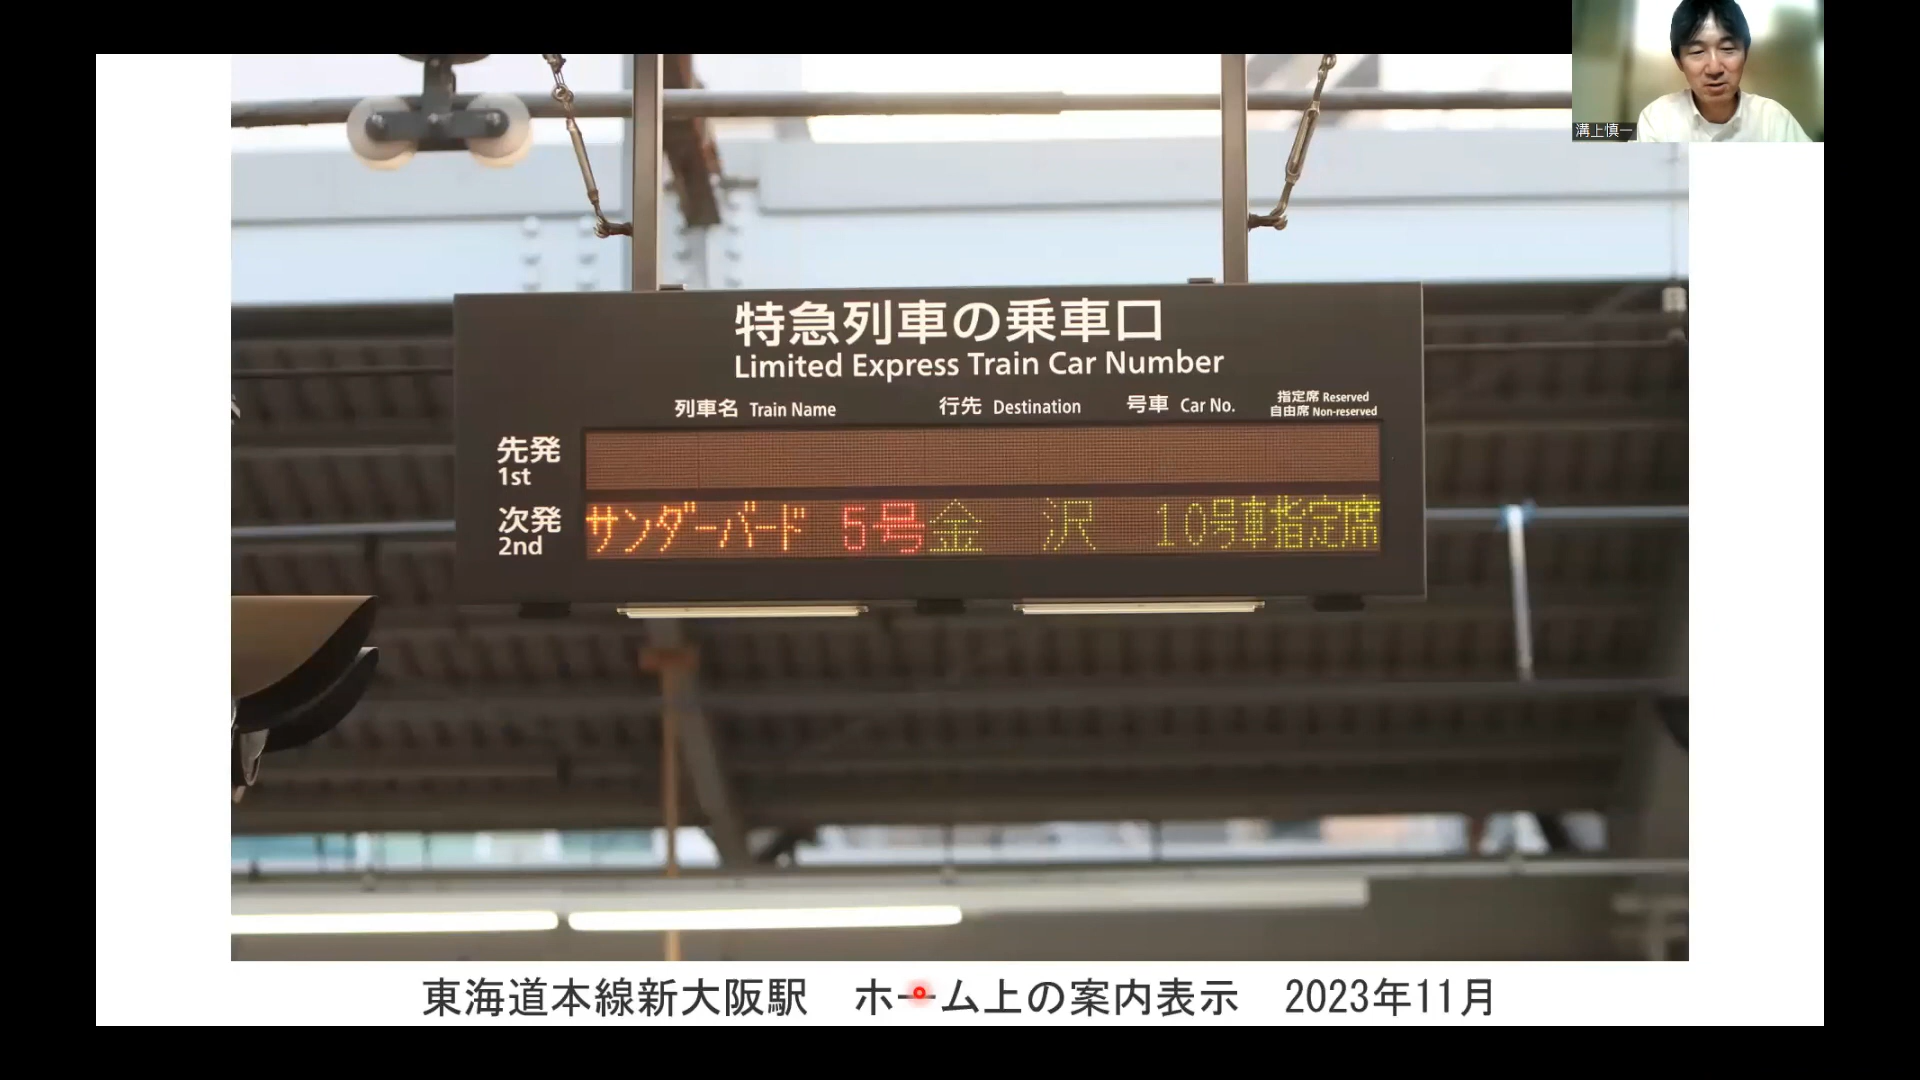 溝上慎一
特急列車の乗車口
Limited Express Train Car Number
列車名 Train Name 行先 Destination 号車 Car No. 指定席 Reserved
自由席 Non-reserved
先発
1st
次発 サンダーバード 5号 金 沢 10号車指定席
2nd
東海道本線新大阪駅 ホーム上の案内表示 2023年11月